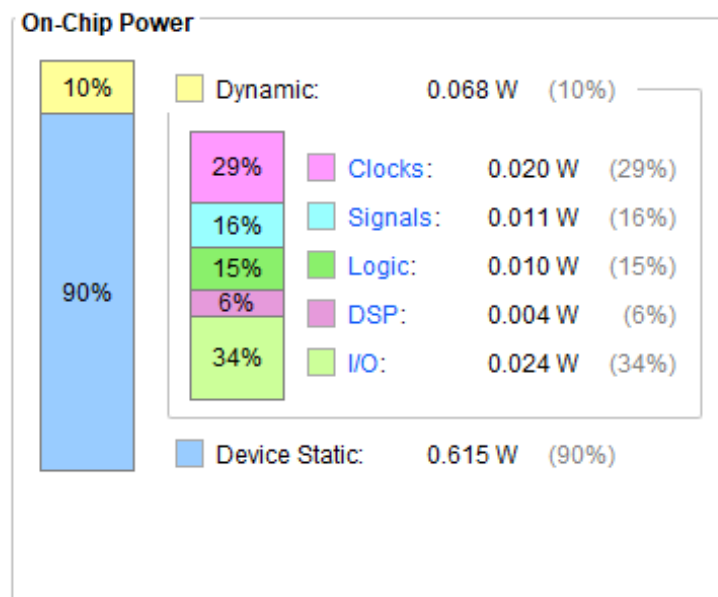 On-Chip Power
10% Dynamic: 0.068 W (10%)
29% Clocks: 0.020 W (29%)
16% Signals: 0.011 W (16%)
15% Logic: 0.010 W (15%)
90%
6% DSP: 0.004 W (6%)
34% I/O: 0.024 W (34%)
Device Static: 0.615 W (90%)